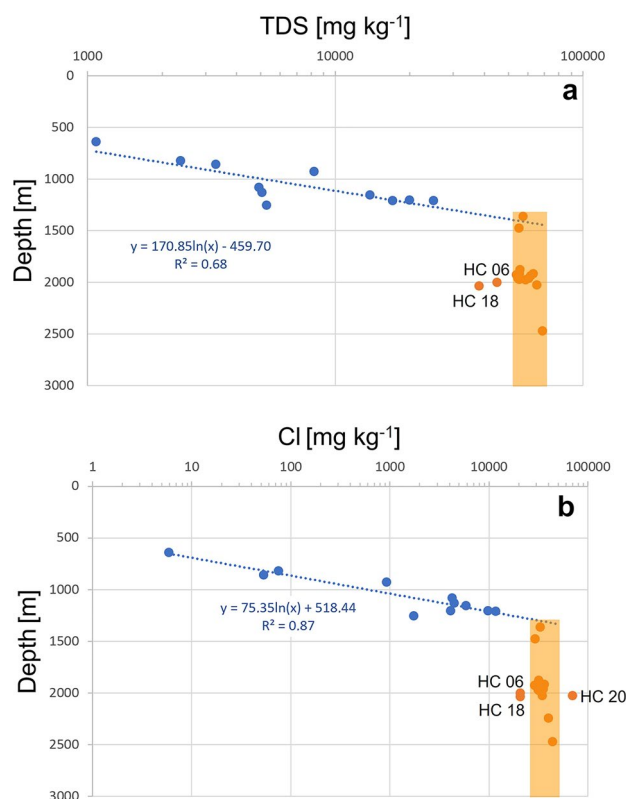 TDS [mg kg-1]
1000 10000 100000
a
0
500
1000
1500
2000
2500
3000
Depth [m]
y = 170.85ln(x) - 459.70
R² = 0.68
HC 06
HC 18
Cl [mg kg-1]
1 10 100 1000 10000 100000
b
0
500
1000
1500
2000
2500
3000
Depth [m]
y = 75.35ln(x) + 518.44
R² = 0.87
HC 06
HC 20
HC 18